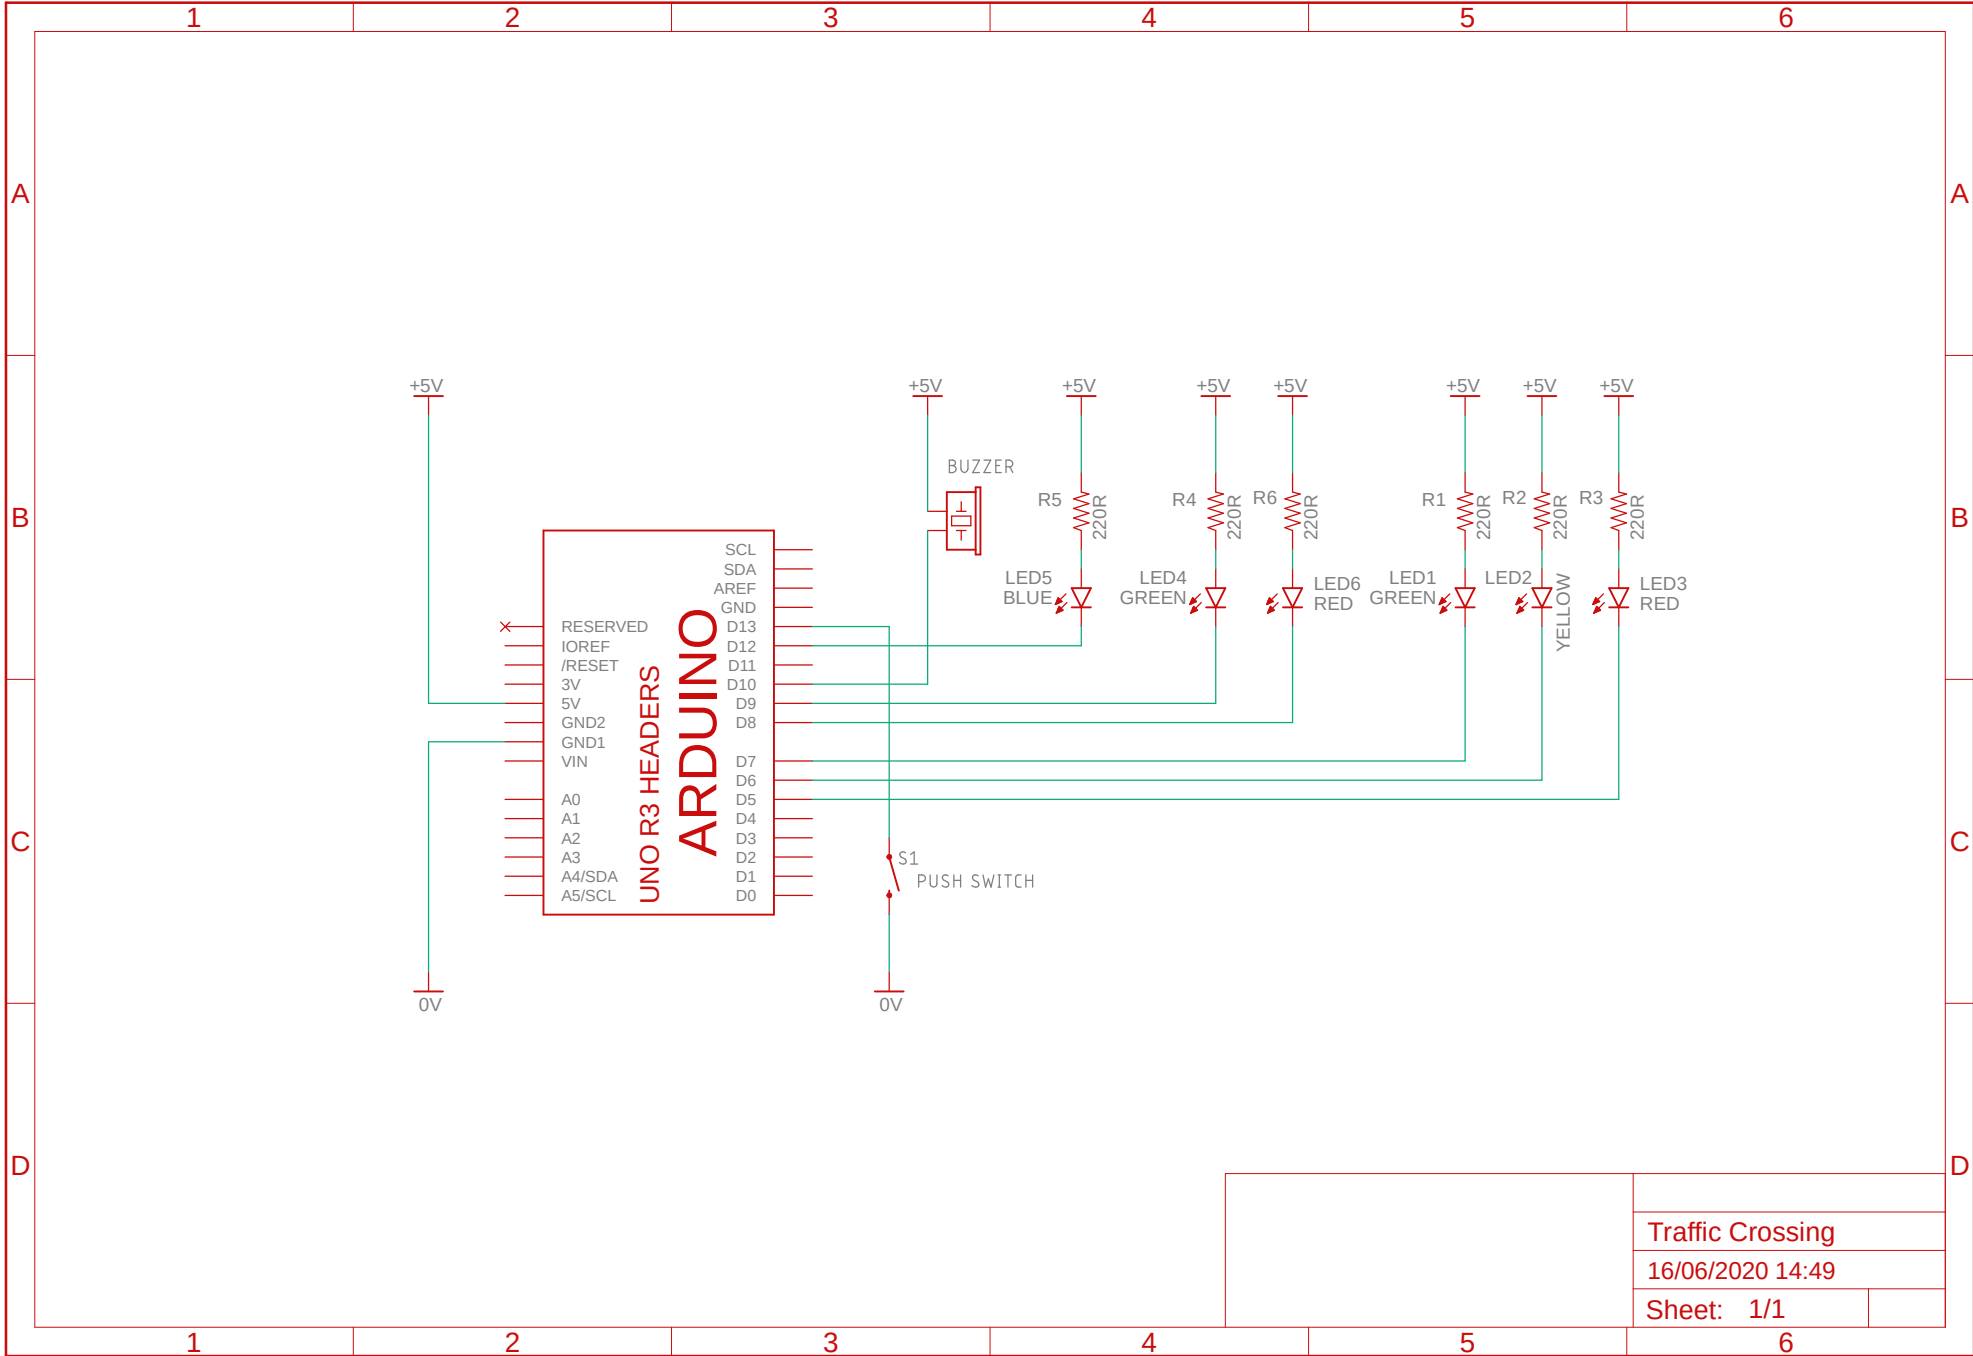 1 2 3 4 5 6
A A
+5V +5V +5V +5V +5V +5V +5V +5V
BUZZER
B B
R5 220R R4 220R R6 220R R1 220R R2 220R R3 220R
LED5
BLUE
LED4
GREEN
LED6
RED
LED1
GREEN
LED2
YELLOW
LED3
RED
SCL
SDA
AREF
GND
D13
D12
D11
D10
D9
D8
D7
D6
D5
D4
D3
D2
D1
D0
RESERVED
IOREF
/RESET
3V
5V
GND2
GND1
VIN
A0
A1
A2
A3
A4/SDA
A5/SCL
UNO R3 HEADERS
ARDUINO
C C
S1
PUSH SWITCH
0V 0V
D D
Traffic Crossing
16/06/2020 14:49
Sheet: 1/1
1 2 3 4 5 6